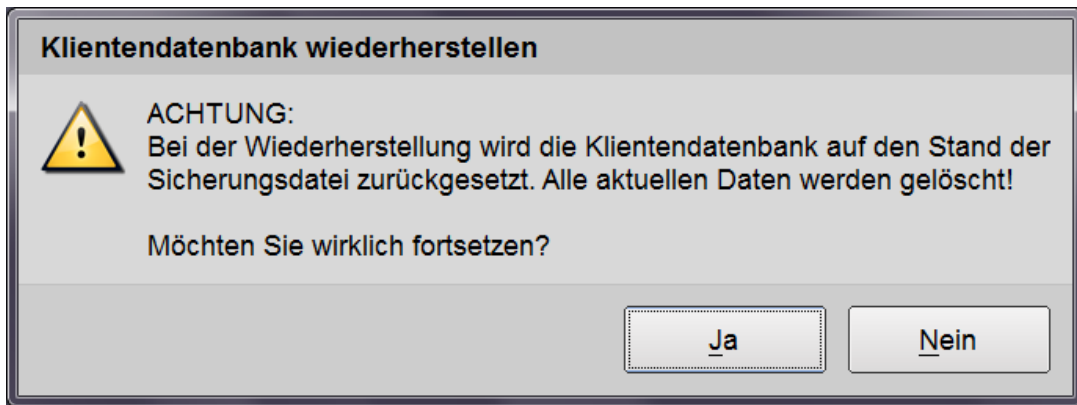 Klientendatenbank wiederherstellen
ACHTUNG:
Bei der Wiederherstellung wird die Klientendatenbank auf den Stand der
Sicherungsdatei zurückgesetzt. Alle aktuellen Daten werden gelöscht!
Möchten Sie wirklich fortsetzen?
Ja
Nein